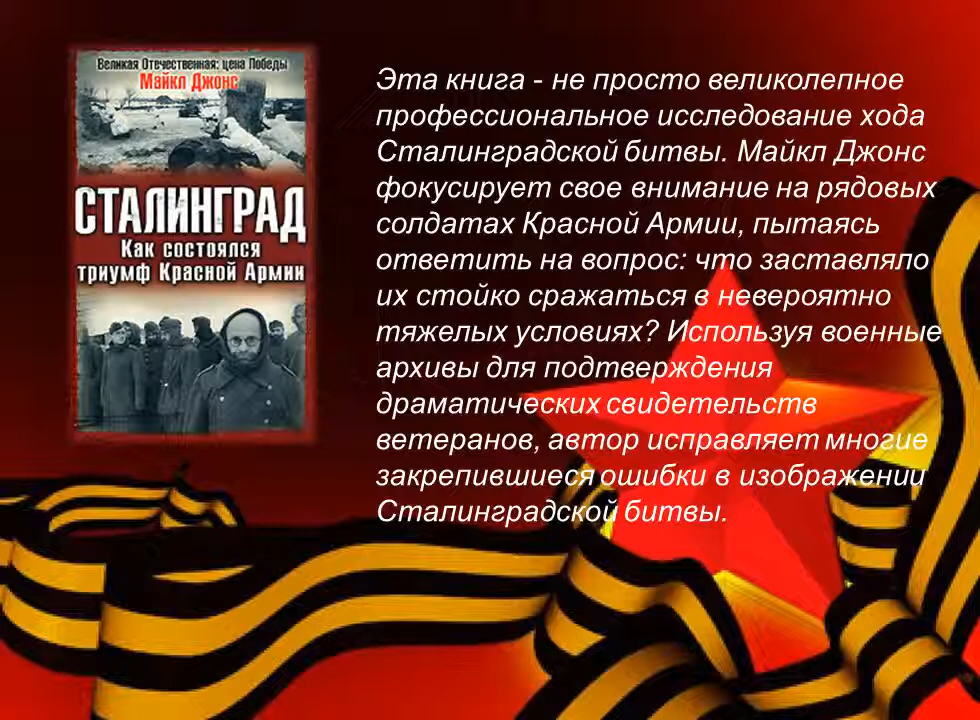 Великая Отечественная: цена Победы
Майкл Джонс
СТАЛИНГРАД
Как состоялся
триумф Красной Армии
Эта книга - не просто великолепное
профессиональное исследование хода
Сталинградской битвы. Майкл Джонс
фокусирует свое внимание на рядовых
солдатах Красной Армии, пытаясь
ответить на вопрос: что заставляло
их стойко сражаться в невероятно
тяжелых условиях? Используя военные
архивы для подтверждения
драматических свидетельств
ветеранов, автор исправляет многие
закрепившиеся ошибки в изображении
Сталинградской битвы.